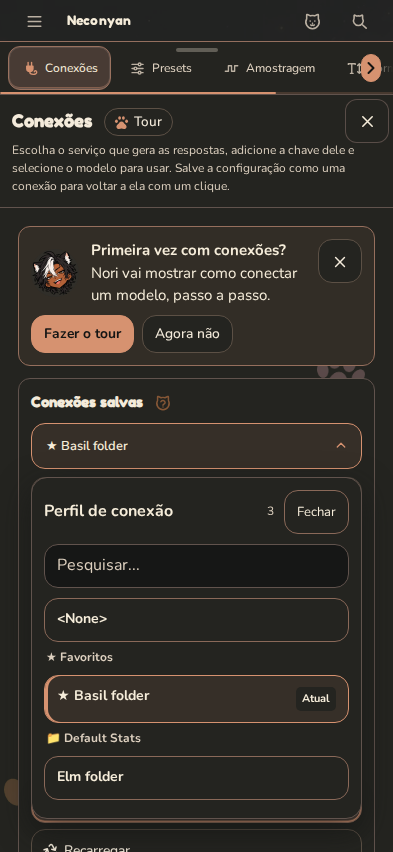 Neconyan
Conexões
Presets
Amostragem
Conexões
Tour
Escolha o serviço que gera as respostas, adicione a chave dele e
selecione o modelo para usar. Salve a configuração como uma
conexão para voltar a ela com um clique.
Primeira vez com conexões?
Nori vai mostrar como conectar
um modelo, passo a passo.
Fazer o tour
Agora não
Conexões salvas
★ Basil folder
Perfil de conexão
3
Fechar
Pesquisar...
<None>
★ Favoritos
★ Basil folder
Atual
📁 Default Stats
Elm folder
Recarregar